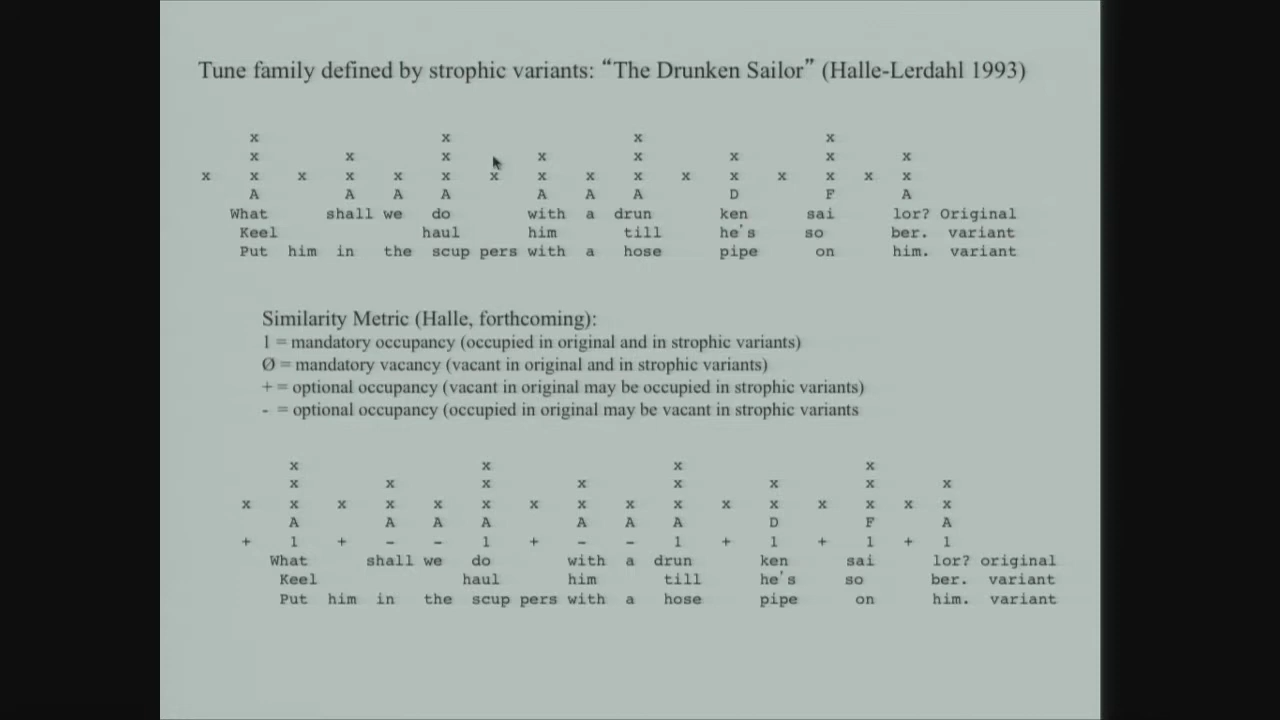 Tune family defined by strophic variants: “The Drunken Sailor” (Halle-Lerdahl 1993)
x x x x
x x x x x x x x
x x x x x x x x x x x x x x x
A A A A A A A D F A
What shall we do with a drun ken sai lor? Original
Keel haul him till he's so ber. variant
Put him in the scup pers with a hose pipe on him. variant
Similarity Metric (Halle, forthcoming):
1 = mandatory occupancy (occupied in original and in strophic variants)
Ø = mandatory vacancy (vacant in original and in strophic variants)
+ = optional occupancy (vacant in original may be occupied in strophic variants)
- = optional occupancy (occupied in original may be vacant in strophic variants
x x x x
x x x x x x x x
x x x x x x x x x x x x x x x
A A A A A A A D F A
+ 1 + - - 1 + - - 1 + 1 + 1 + 1
What shall we do with a drun ken sai lor? original
Keel haul him till he's so ber. variant
Put him in the scup pers with a hose pipe on him. variant